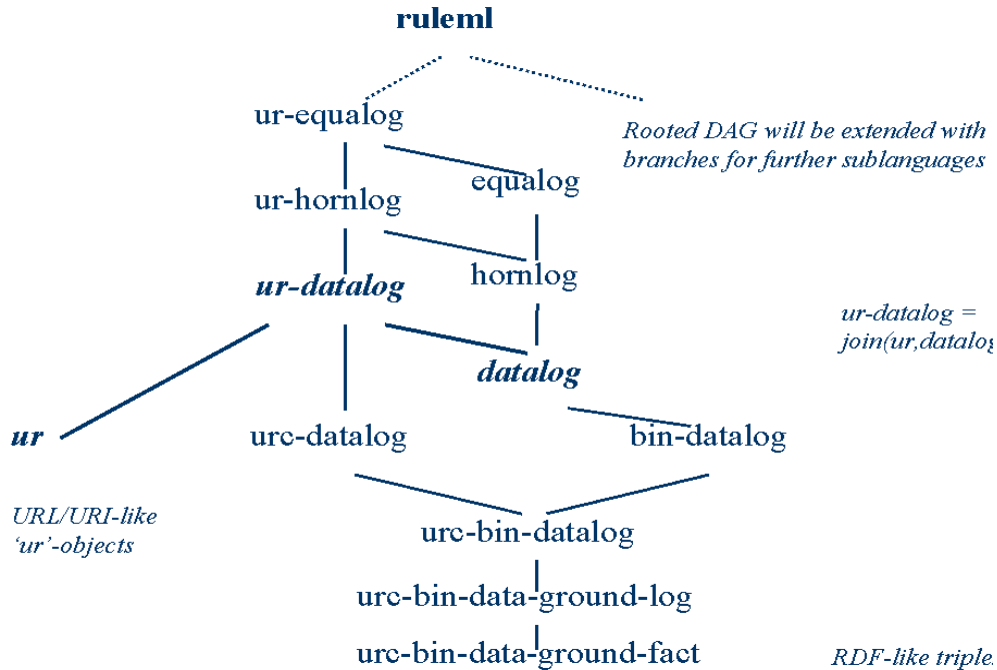 ruleml
ur-equalog
Rooted DAG will be extended with
branches for further sublanguages
equalog
ur-hornlog
hornlog
ur-datalog
ur-datalog =
join(ur,datalog
datalog
ur
urc-datalog
bin-datalog
URL/URI-like
‘ur’-objects
urc-bin-datalog
urc-bin-data-ground-log
urc-bin-data-ground-fact
RDF-like triple